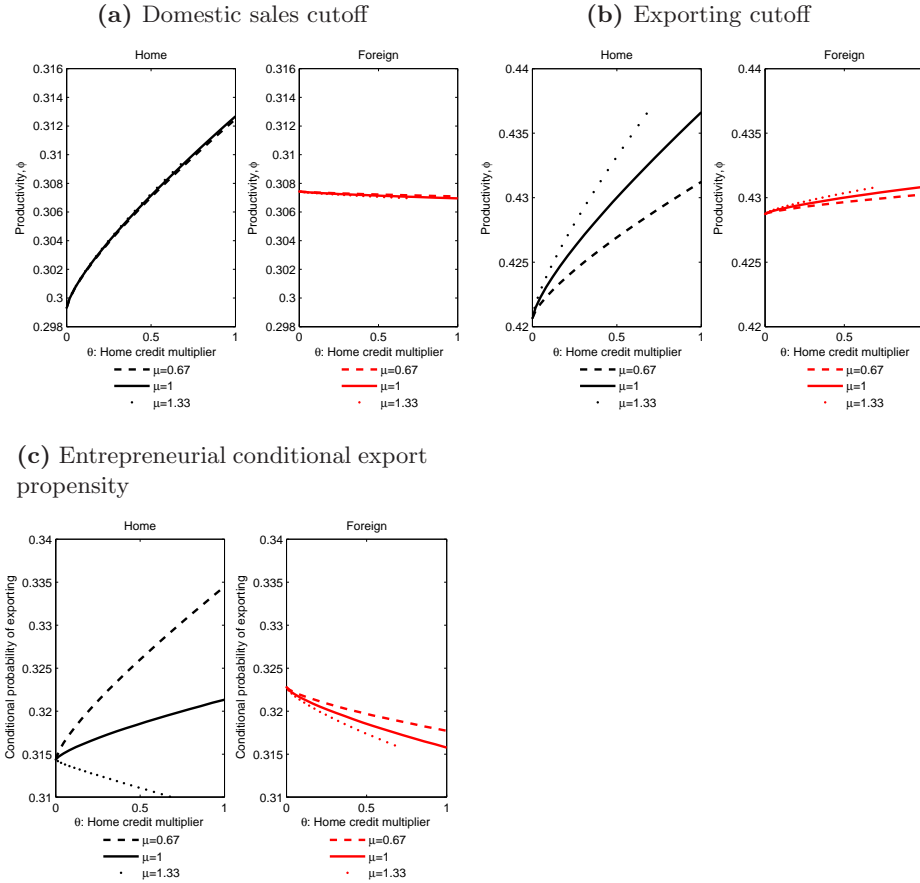 (a) Domestic sales cutoff
Home
Productivity, ϕ
0.316
0.314
0.312
0.31
0.308
0.306
0.304
0.302
0.3
0.298
0 0.5 1
θ: Home credit multiplier
μ=0.67
μ=1
μ=1.33
Foreign
Productivity, ϕ
0.316
0.314
0.312
0.31
0.308
0.306
0.304
0.302
0.3
0.298
0 0.5 1
θ: Home credit multiplier
μ=0.67
μ=1
μ=1.33
(b) Exporting cutoff
Home
Productivity, ϕ
0.44
0.435
0.43
0.425
0.42
0 0.5 1
θ: Home credit multiplier
μ=0.67
μ=1
μ=1.33
Foreign
Productivity, ϕ
0.44
0.435
0.43
0.425
0.42
0 0.5 1
θ: Home credit multiplier
μ=0.67
μ=1
μ=1.33
(c) Entrepreneurial conditional export
propensity
Home
Conditional probability of exporting
0.34
0.335
0.33
0.325
0.32
0.315
0.31
0 0.5 1
θ: Home credit multiplier
μ=0.67
μ=1
μ=1.33
Foreign
Conditional probability of exporting
0.34
0.335
0.33
0.325
0.32
0.315
0.31
0 0.5 1
θ: Home credit multiplier
μ=0.67
μ=1
μ=1.33